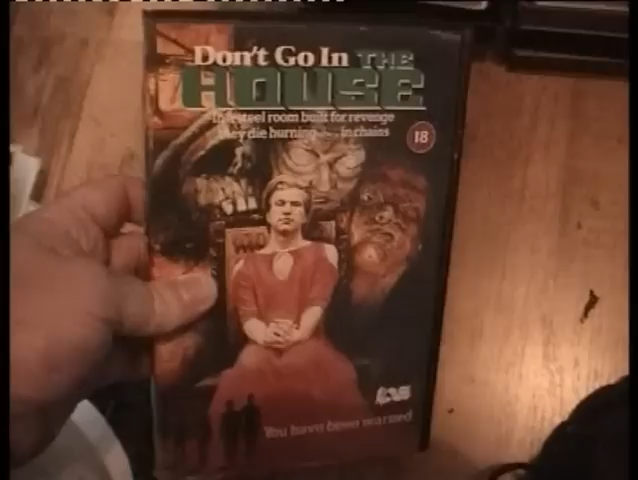 Don't Go In THE
HOUSE
In a steel room built for revenge
they die burning... in chains
18
You have been warned